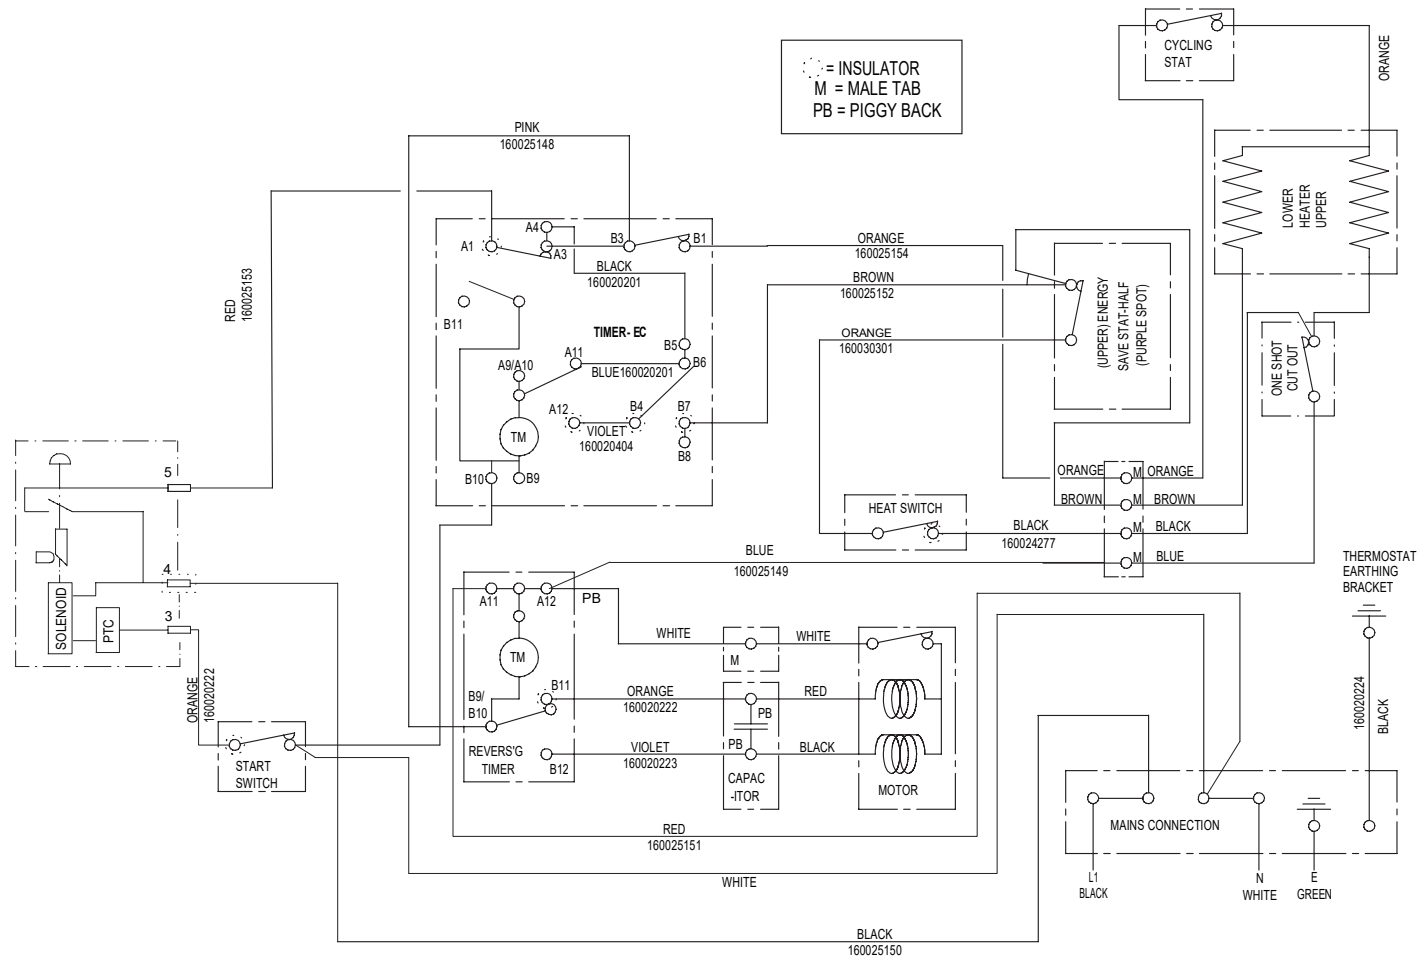 CYCLING
STAT
ORANGE
= INSULATOR
M = MALE TAB
PB = PIGGY BACK
PINK
160025148
LOWER
HEATER
UPPER
A1
A4
A3
B3
B1
ORANGE
160025154
BLACK
160020201
BROWN
160025152
RED
160025153
B11
TIMER- EC
ORANGE
160030301
(UPPER) ENERGY
SAVE STAT-HALF
(PURPLE SPOT)
ONE SHOT
CUT OUT
B5
A9/A10
A11
BLUE160020201
B6
A12
B4
B7
VIOLET
160020404
TM
B8
B10
B9
5
ORANGE
M
ORANGE
BROWN
M
BROWN
HEAT SWITCH
BLACK
160024277
M
BLACK
BLUE
160025149
M
BLUE
THERMOSTAT
EARTHING
BRACKET
4
SOLENOID
PTC
3
A11
A12
PB
WHITE
M
WHITE
TM
B9/
B10
B11
ORANGE
160020222
RED
PB
ORANGE
160020222
160020224
BLACK
REVERS'G
TIMER
B12
VIOLET
160020223
PB
BLACK
START
SWITCH
CAPAC
-ITOR
MOTOR
RED
160025151
MAINS CONNECTION
WHITE
L1
BLACK
N
WHITE
E
GREEN
BLACK
160025150